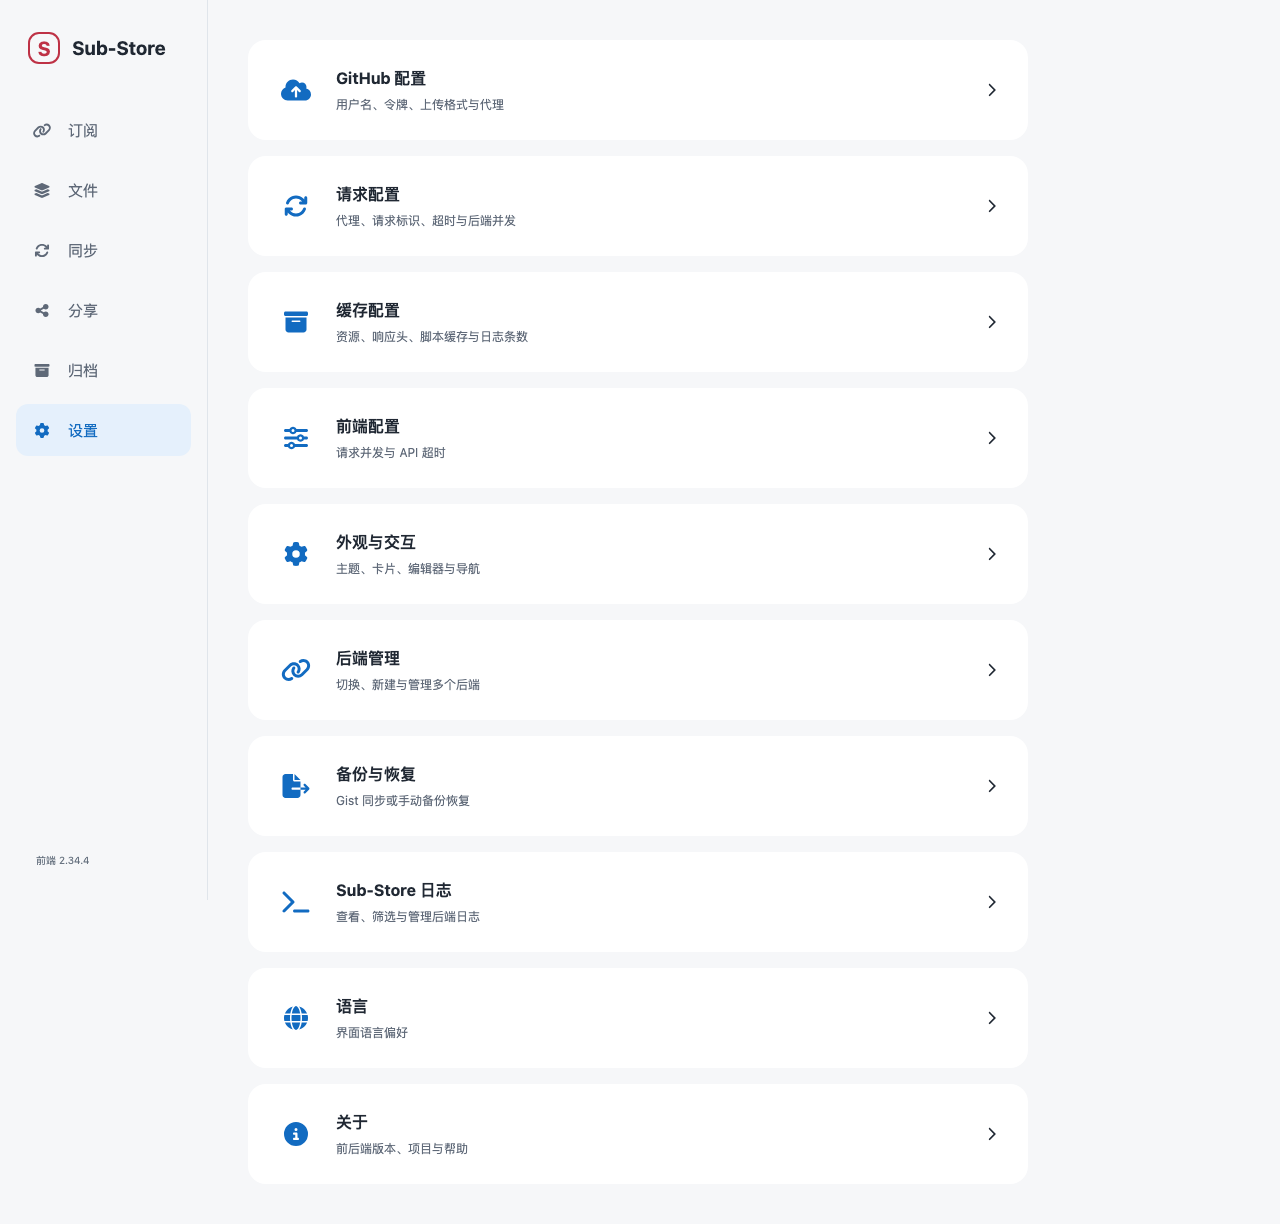 S Sub-Store
订阅
文件
同步
分享
归档
设置
前端 2.34.4
GitHub 配置
用户名、令牌、上传格式与代理
请求配置
代理、请求标识、超时与后端并发
缓存配置
资源、响应头、脚本缓存与日志条数
前端配置
请求并发与 API 超时
外观与交互
主题、卡片、编辑器与导航
后端管理
切换、新建与管理多个后端
备份与恢复
Gist 同步或手动备份恢复
Sub-Store 日志
查看、筛选与管理后端日志
语言
界面语言偏好
关于
前后端版本、项目与帮助